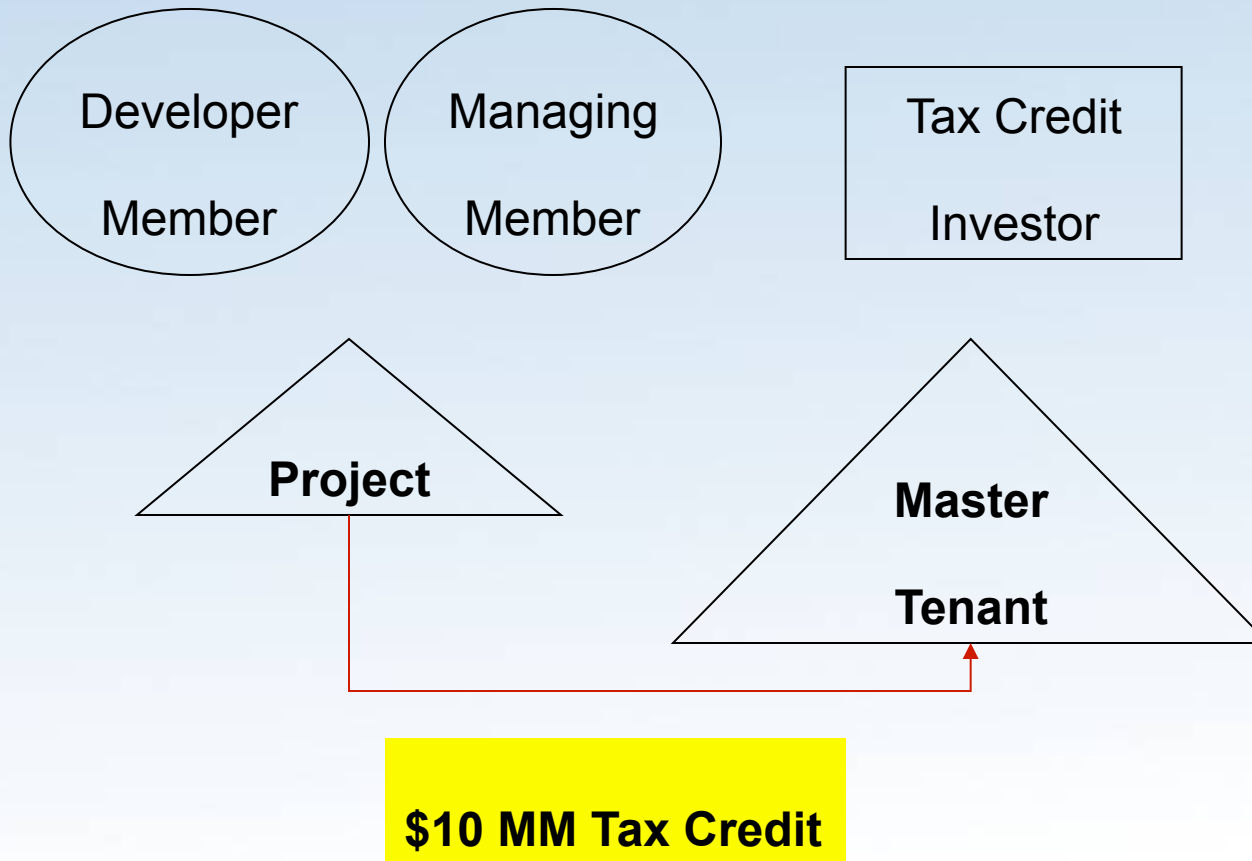 Developer
Member
Managing
Member
Tax Credit
Investor
Project
Master
Tenant
$10 MM Tax Credit